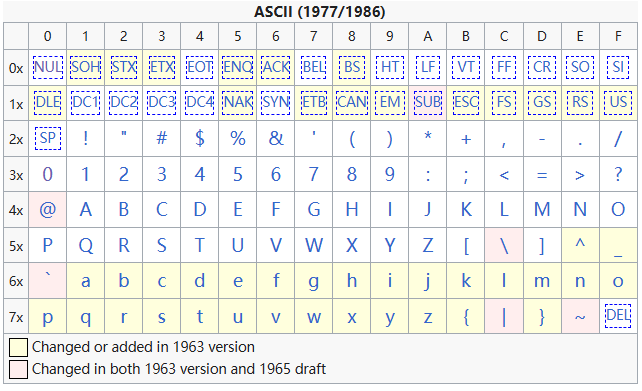 ASCII (1977/1986)
0 1 2 3 4 5 6 7 8 9 A B C D E F
0x NUL SOH STX ETX EOT ENQ ACK BEL BS HT LF VT FF CR SO SI
1x DLE DC1 DC2 DC3 DC4 NAK SYN ETB CAN EM SUB ESC FS GS RS US
2x SP ! " # $ % & ' ( ) * + , - . /
3x 0 1 2 3 4 5 6 7 8 9 : ; < = > ?
4x @ A B C D E F G H I J K L M N O
5x P Q R S T U V W X Y Z [ \ ] ^ _
6x ` a b c d e f g h i j k l m n o
7x p q r s t u v w x y z { | } ~ DEL
Changed or added in 1963 version
Changed in both 1963 version and 1965 draft